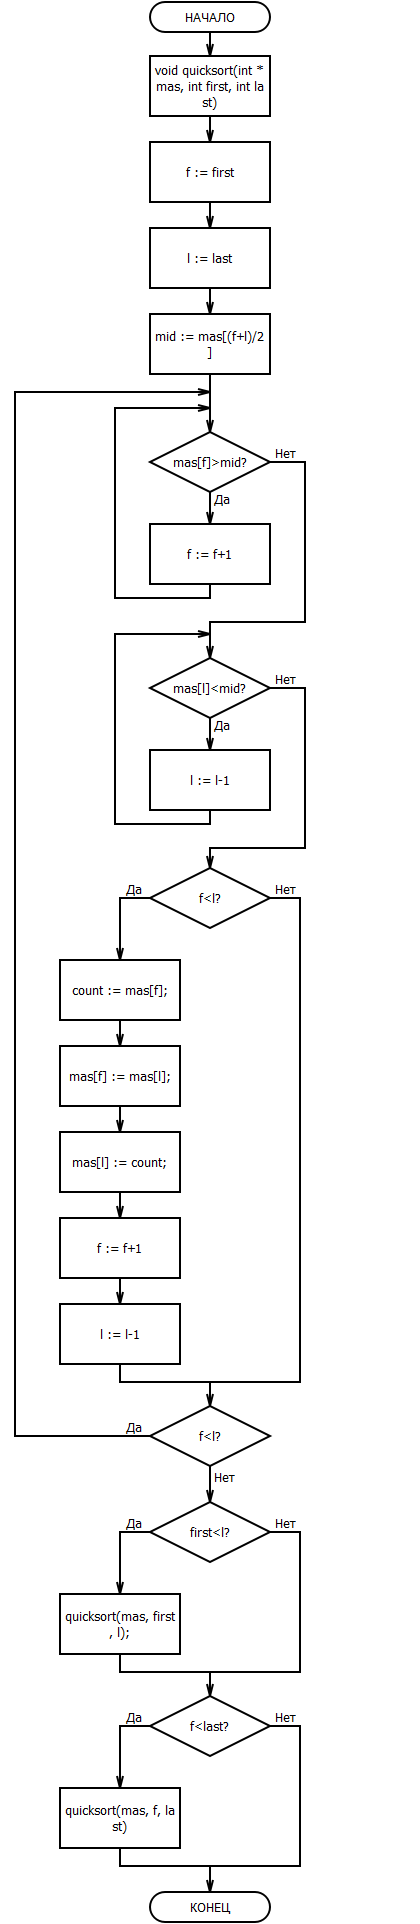 НАЧАЛО
void quicksort(int *
mas, int first, int la
st)
f := first
l := last
mid := mas[(f+l)/2
]
mas[f]>mid?
Нет
Да
f := f+1
mas[l]<mid?
Нет
Да
l := l-1
Да
f<l?
Нет
count := mas[f];
mas[f] := mas[l];
mas[l] := count;
f := f+1
l := l-1
Да
f<l?
Нет
Да
first<l?
Нет
quicksort(mas, first
, l);
Да
f<last?
Нет
quicksort(mas, f, la
st)
КОНЕЦ